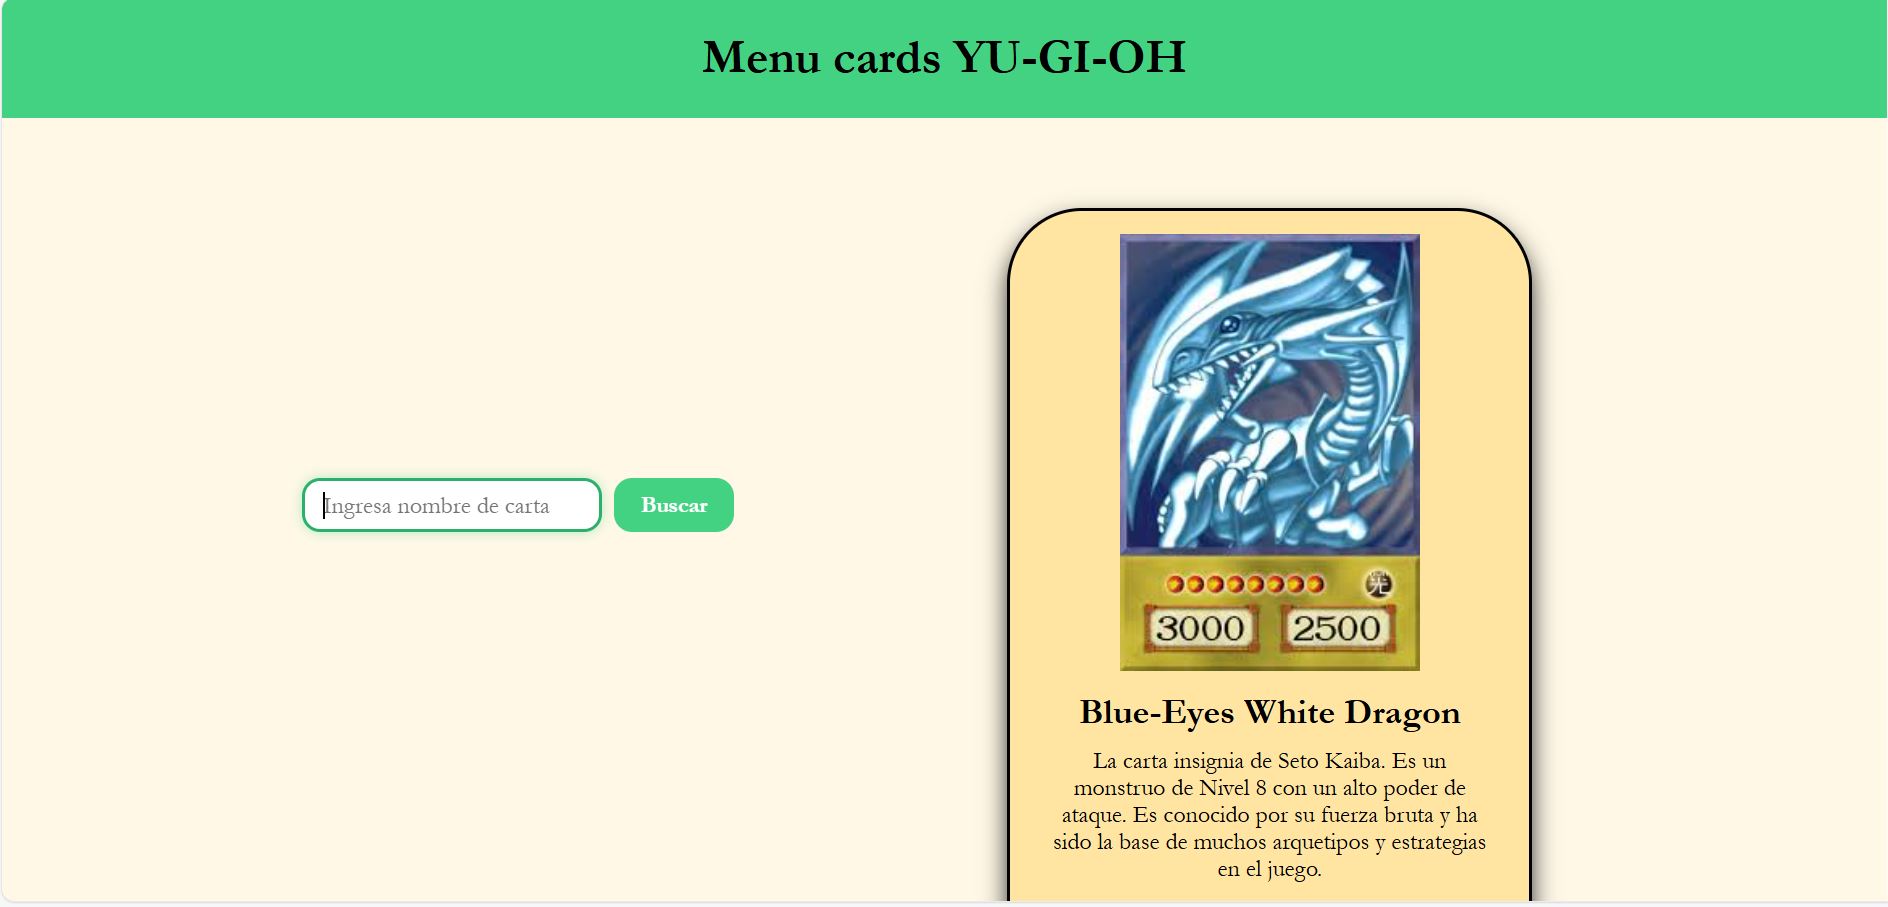 Menu cards YU-GI-OH
Ingresa nombre de carta
Buscar
光
3000
2500
Blue-Eyes White Dragon
La carta insignia de Seto Kaiba. Es un
monstruo de Nivel 8 con un alto poder de
ataque. Es conocido por su fuerza bruta y ha
sido la base de muchos arquetipos y estrategias
en el juego.